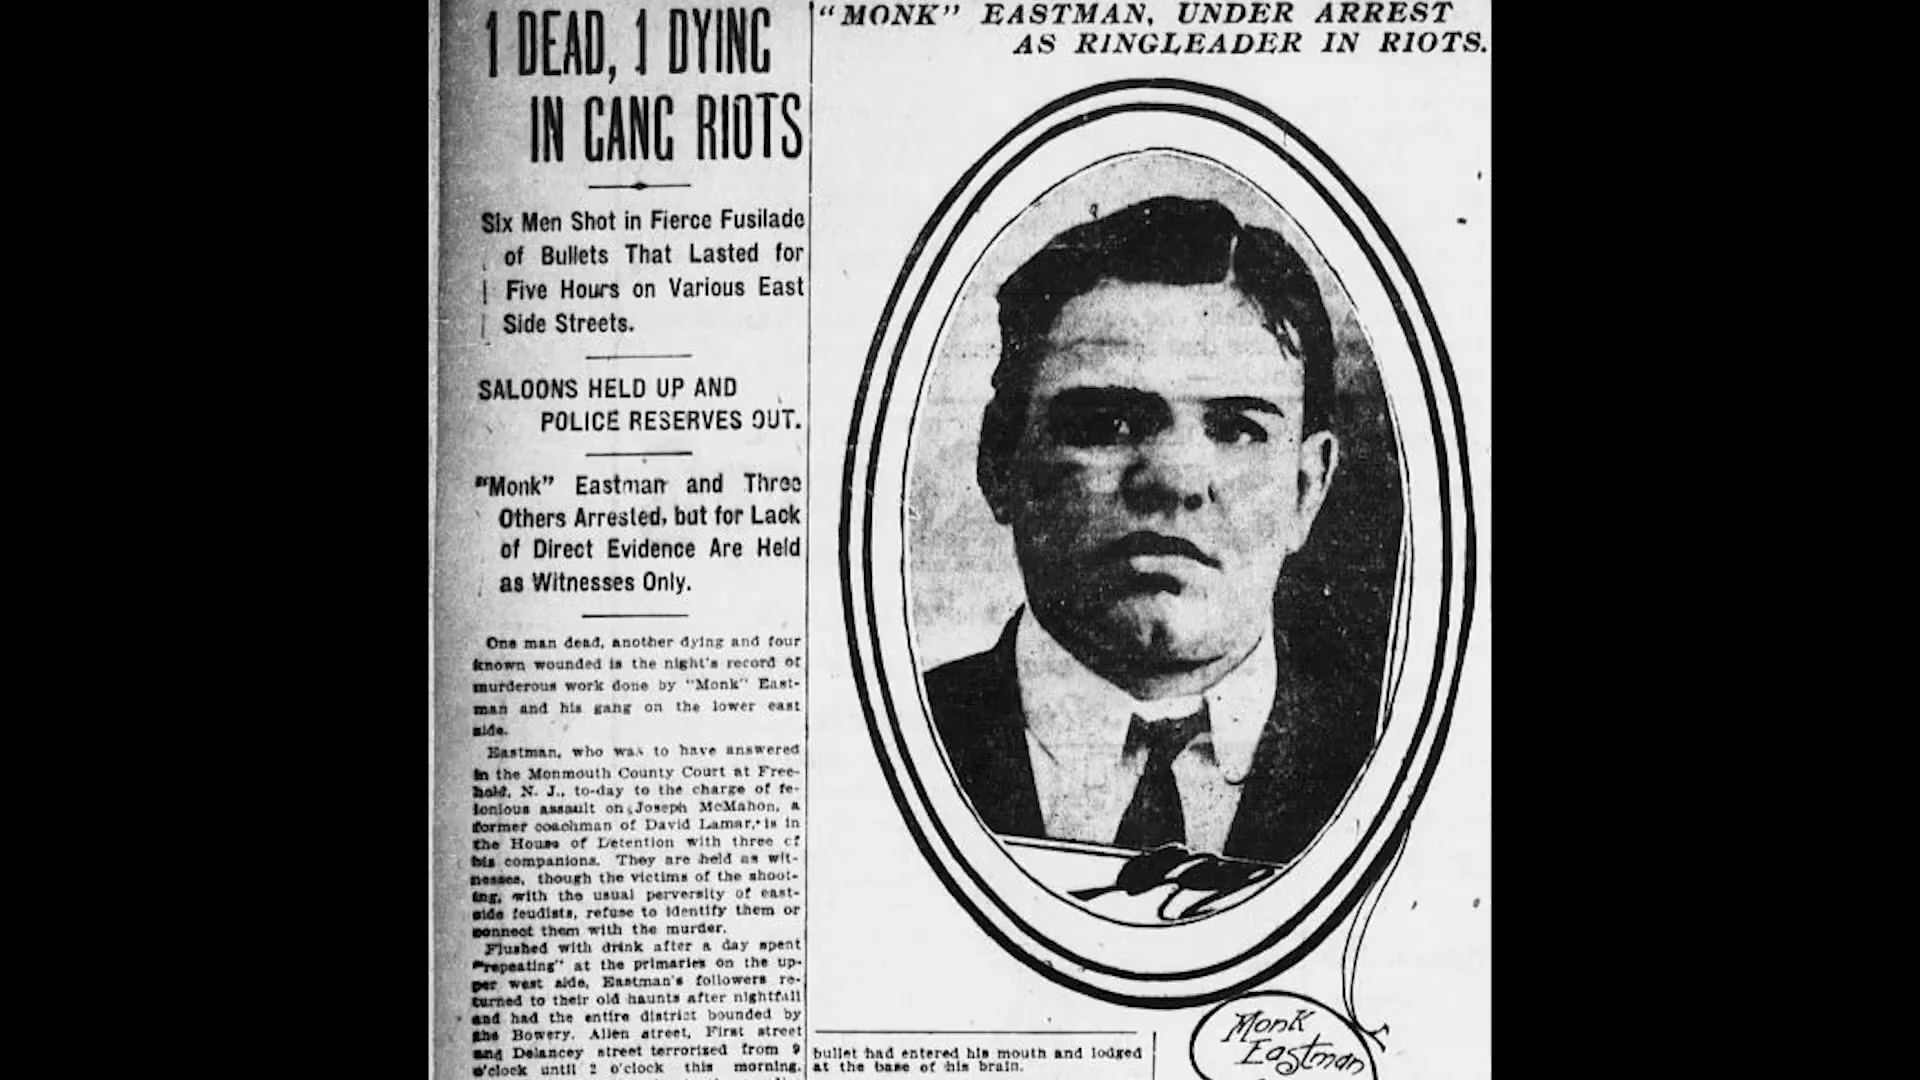 1 DEAD, 1 DYING
IN GANG RIOTS
Six Men Shot in Fierce Fusilade
of Bullets That Lasted for
Five Hours on Various East
Side Streets.
SALOONS HELD UP AND
POLICE RESERVES OUT.
"Monk" Eastman and Three
Others Arrested, but for Lack
of Direct Evidence Are Held
as Witnesses Only.
One man dead, another dying and four
known wounded is the night's record of
murderous work done by "Monk" East-
man and his gang on the lower east
side.
Eastman, who was to have answered
in the Monmouth County Court at Free-
hold, N. J., to-day to the charge of fe-
lonious assault on Joseph McMahon, a
former coachman of David Lamar, is in
the House of Detention with three of
his companions. They are held as wit-
nesses, though the victims of the shoot-
ing, with the usual perversity of east-
side feudists, refuse to identify them or
connect them with the murder.
Flushed with drink after a day spent
"repeating" at the primaries on the up-
per west side, Eastman's followers re-
turned to their old haunts after nightfall
and had the entire district bounded by
the Bowery, Allen street, First street
and Delancey street terrorized from 9
o'clock until 2 o'clock this morning.
"MONK" EASTMAN, UNDER ARREST
AS RINGLEADER IN RIOTS.
Monk
Eastman
bullet had entered his mouth and lodged
at the base of his brain.